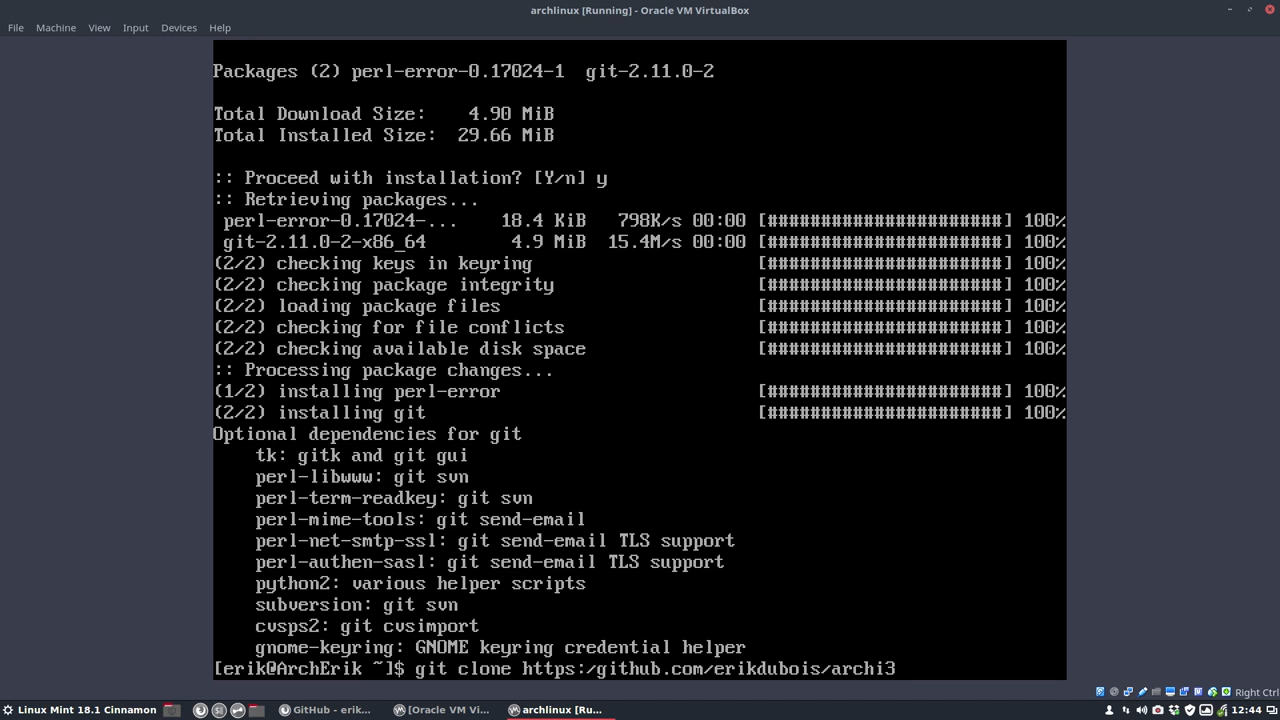 archlinux [Running] - Oracle VM VirtualBox
File Machine View Input Devices Help
Packages (2) perl-error-0.17024-1 git-2.11.0-2
Total Download Size: 4.90 MiB
Total Installed Size: 29.66 MiB
:: Proceed with installation? [Y/n] y
:: Retrieving packages...
perl-error-0.17024-... 18.4 KiB 798K/s 00:00 [######################] 100%
git-2.11.0-2-x86_64 4.9 MiB 15.4M/s 00:00 [######################] 100%
(2/2) checking keys in keyring [######################] 100%
(2/2) checking package integrity [######################] 100%
(2/2) loading package files [######################] 100%
(2/2) checking for file conflicts [######################] 100%
(2/2) checking available disk space [######################] 100%
:: Processing package changes...
(1/2) installing perl-error [######################] 100%
(2/2) installing git [######################] 100%
Optional dependencies for git
tk: gitk and git gui
perl-libwww: git svn
perl-term-readkey: git svn
perl-mime-tools: git send-email
perl-net-smtp-ssl: git send-email TLS support
perl-authen-sasl: git send-email TLS support
python2: various helper scripts
subversion: git svn
cvsps2: git cvsimport
gnome-keyring: GNOME keyring credential helper
[erik@ArchErik ~]$ git clone https:/github.com/erikdubois/archi3
Right Ctrl
Linux Mint 18.1 Cinnamon GitHub - erik... [Oracle VM Vi... archlinux [Ru... 12:44